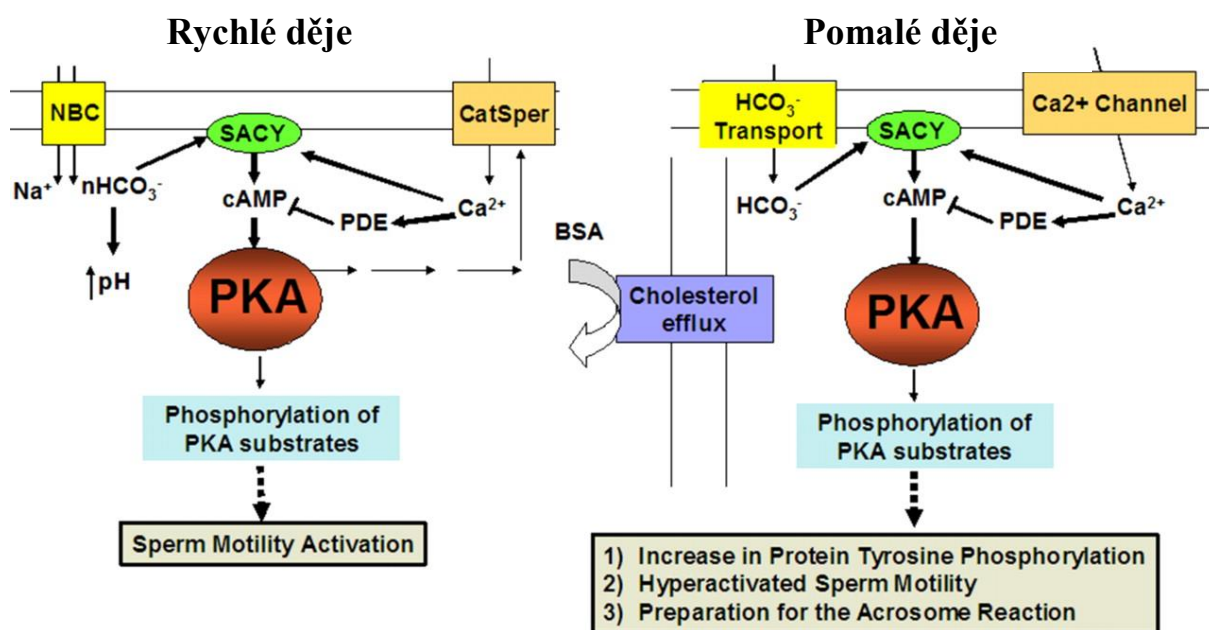 Rychlé děje
NBC
CatSper
SACY
Na⁺
nHCO₃⁻
cAMP
PDE
Ca²⁺
↑pH
PKA
Phosphorylation of
PKA substrates
Sperm Motility Activation
Pomalé děje
HCO₃⁻
Transport
SACY
Ca2+ Channel
HCO₃⁻
cAMP
PDE
Ca²⁺
BSA
Cholesterol
efflux
PKA
Phosphorylation of
PKA substrates
1) Increase in Protein Tyrosine Phosphorylation
2) Hyperactivated Sperm Motility
3) Preparation for the Acrosome Reaction